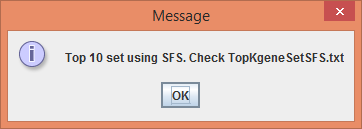 Message
Top 10 set using SFS. Check TopKgeneSetSFS.txt
OK